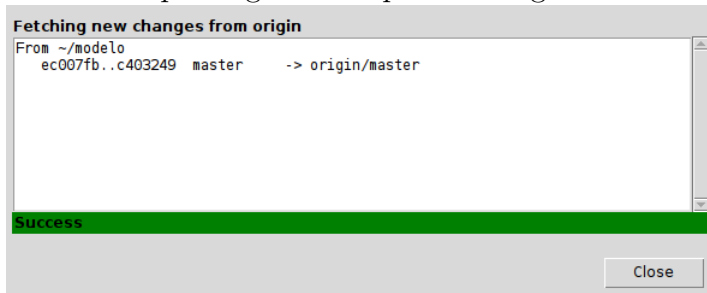 Fetching new changes from origin
From ~/modelo
ec007fb..c403249 master -> origin/master
Success
Close